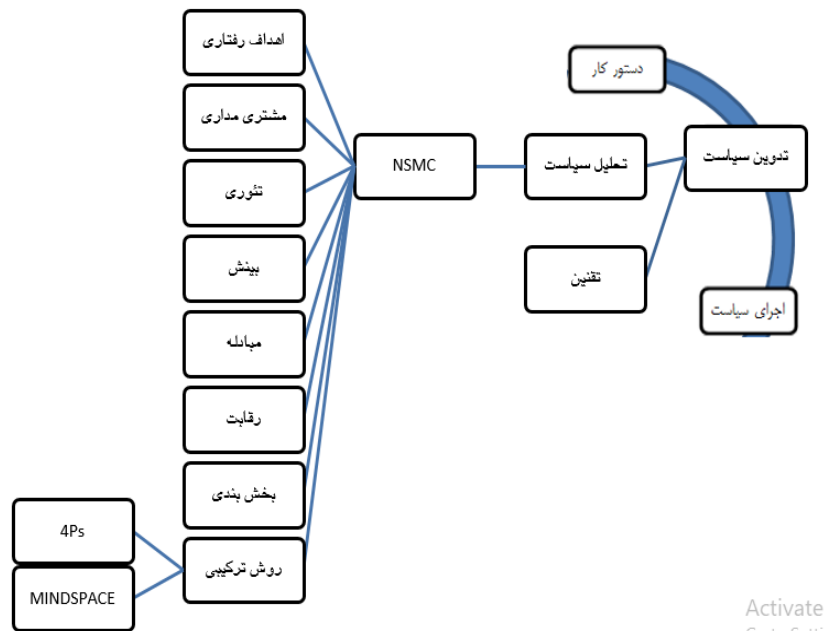 دستور کار
تدوین سیاست
اجرای سیاست
تحلیل سیاست
تقنین
NSMC
اهداف رفتاری
مشتری مداری
تئوری
بینش
مبادله
رقابت
بخش بندی
روش ترکیبی
4Ps
MINDSPACE
Activate